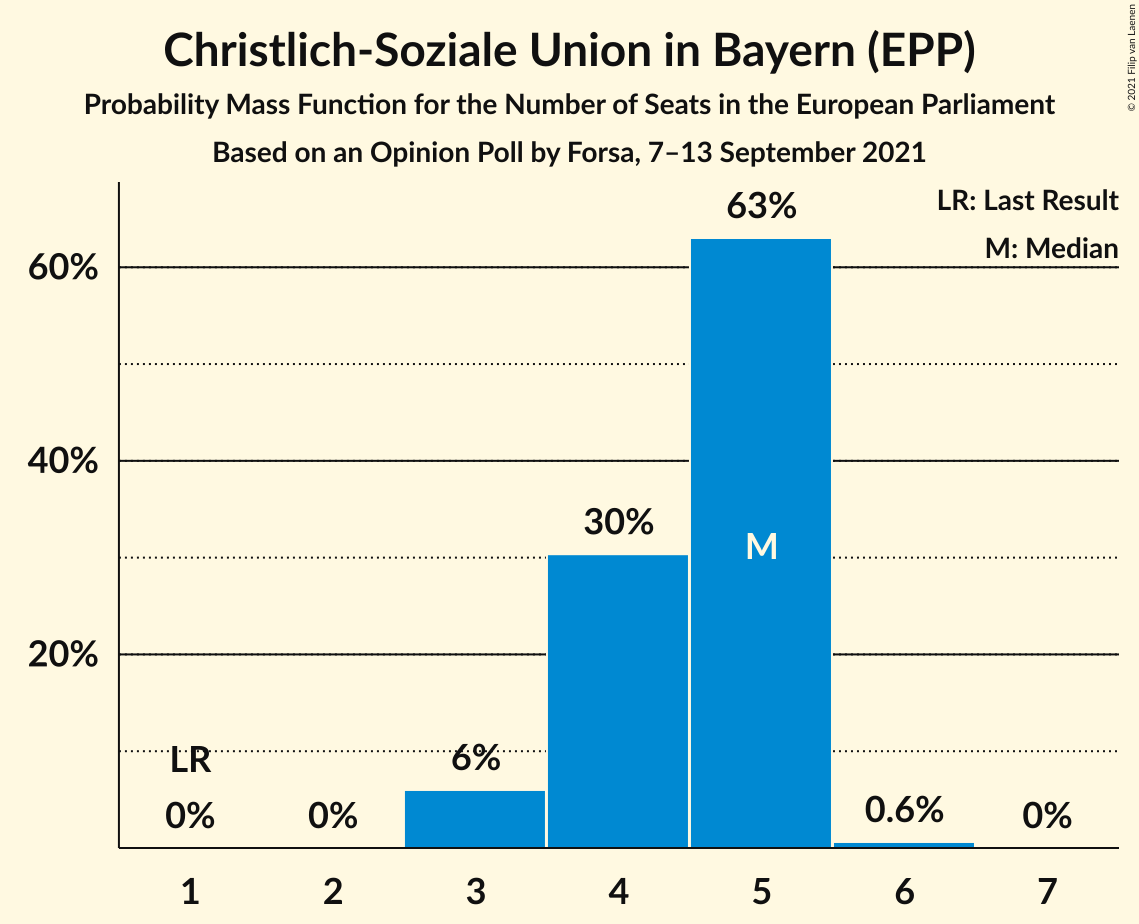 Christlich-Soziale Union in Bayern (EPP)
Probability Mass Function for the Number of Seats in the European Parliament
Based on an Opinion Poll by Forsa, 7–13 September 2021
© 2021 Filip van Laenen
LR: Last Result
M: Median
63%
60%
40%
30%
M
20%
LR
6%
0%
0%
0.6%
0%
1 2 3 4 5 6 7